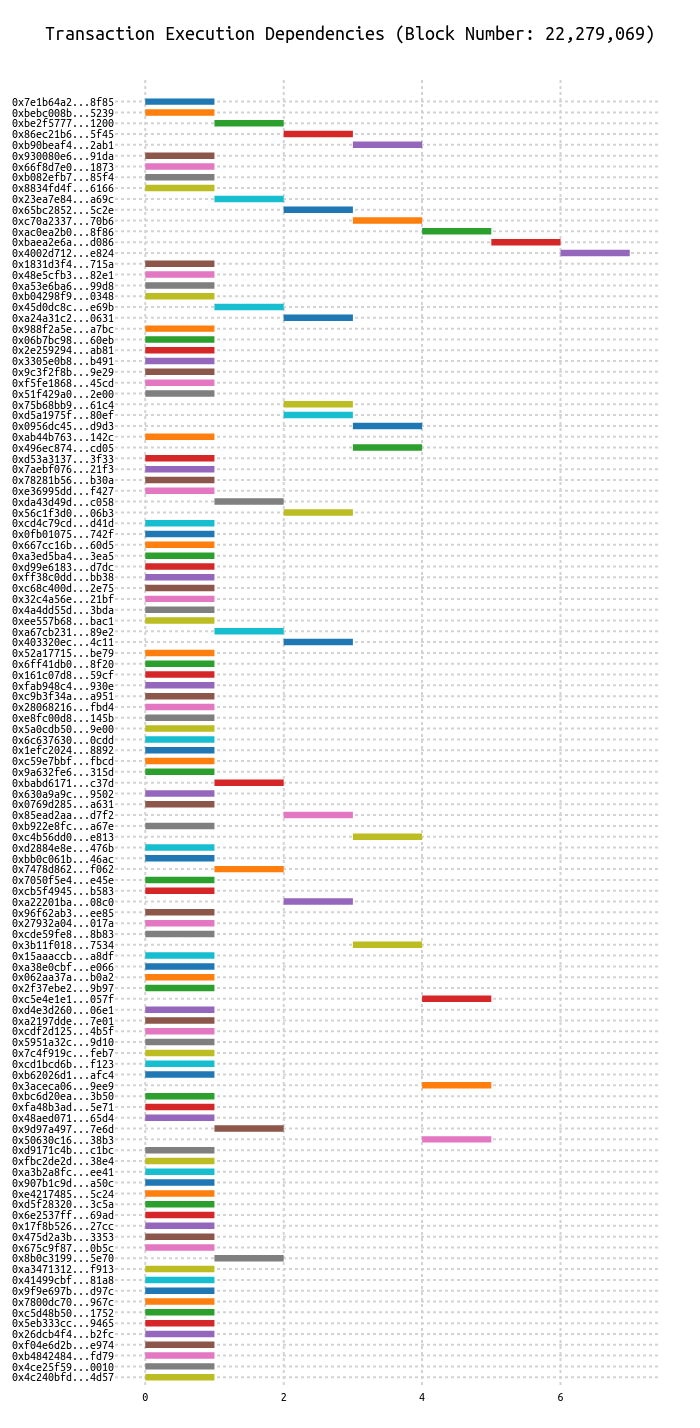 Transaction Execution Dependencies (Block Number: 22,279,069)
0x7e1b64a2...8f85
0xbebc008b...5239
0xbe2f5777...1200
0x86ec21b6...5f45
0xb90beaf4...2ab1
0x930080e6...91da
0x66f8d7e0...1873
0xb082efb7...85f4
0x8834fd4f...6166
0x23ea7e84...a69c
0x65bc2852...5c2e
0xc70a2337...70b6
0xac0ea2b0...8f86
0xbaea2e6a...d086
0x4002d712...e824
0x1831d3f4...715a
0x48e5cfb3...82e1
0xa53e6ba6...99d8
0xb04298f9...0348
0x45d0dc8c...e69b
0xa24a31c2...0631
0x988f2a5e...a7bc
0x06b7bc98...60eb
0x2e259294...ab81
0x3305e0b8...b491
0x9c3f2f8b...9e29
0xf5fe1868...45cd
0x51f429a0...2e00
0x75b68bb9...61c4
0xd5a1975f...80ef
0x0956dc45...d9d3
0xab44b763...142c
0x496ec874...cd05
0xd53a3137...3f33
0x7aebf076...21f3
0x78281b56...b30a
0xe36995dd...f427
0xda43d49d...c058
0x56c1f3d0...06b3
0xcd4c79cd...d41d
0x0fb01075...742f
0x667cc16b...60d5
0xa3ed5ba4...3ea5
0xd99e6183...d7dc
0xff38c0dd...bb38
0xc68c400d...2e75
0x32c4a56e...21bf
0x4a4dd55d...3bda
0xee557b68...bac1
0xa67cb231...89e2
0x403320ec...4c11
0x52a17715...be79
0x6ff41db0...8f20
0x161c07d8...59cf
0xfab948c4...930e
0xc9b3f34a...a951
0x28068216...fbd4
0xe8fc00d8...145b
0x5a0cdb50...9e00
0x6c637630...0cdd
0x1efc2024...8892
0xc59e7bbf...fbcd
0x9a632fe6...315d
0xbabd6171...c37d
0x630a9a9c...9502
0x0769d285...a631
0x85ead2aa...d7f2
0xb922e8fc...a67e
0xc4b56dd0...e813
0xd2884e8e...476b
0xbb0c061b...46ac
0x7478d862...f062
0x7050f5e4...e45e
0xcb5f4945...b583
0xa22201ba...08c0
0x96f62ab3...ee85
0x27932a04...017a
0xcde59fe8...8b83
0x3b11f018...7534
0x15aaaccb...a8df
0xa38e0cbf...e066
0x062aa37a...b0a2
0x2f37ebe2...9b97
0xc5e4e1e1...057f
0xd4e3d260...06e1
0xa2197dde...7e01
0xcdf2d125...4b5f
0x5951a32c...9d10
0x7c4f919c...feb7
0xcd1bcd6b...f123
0xb62026d1...afc4
0x3aceca06...9ee9
0xbc6d20ea...3b50
0xfa48b3ad...5e71
0x48aed071...65d4
0x9d97a497...7e6d
0x50630c16...38b3
0xd9171c4b...c1bc
0xfbc2de2d...38e4
0xa3b2a8fc...ee41
0x907b1c9d...a50c
0xe4217485...5c24
0xd5f28320...3c5a
0x6e2537ff...69ad
0x17f8b526...27cc
0x475d2a3b...3353
0x675c9f87...0b5c
0x8b0c3199...5e70
0xa3471312...f913
0x41499cbf...81a8
0x9f9e697b...d97c
0x7800dc70...967c
0xc5d48b50...1752
0x5eb333cc...9465
0x26dcb4f4...b2fc
0xf04e6d2b...e974
0xb4842484...fd79
0x4ce25f59...0010
0x4c240bfd...4d57
0 2 4 6